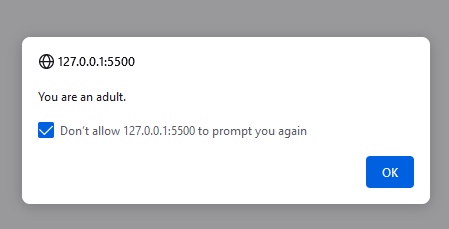 127.0.0.1:5500
You are an adult.
Don't allow 127.0.0.1:5500 to prompt you again
OK